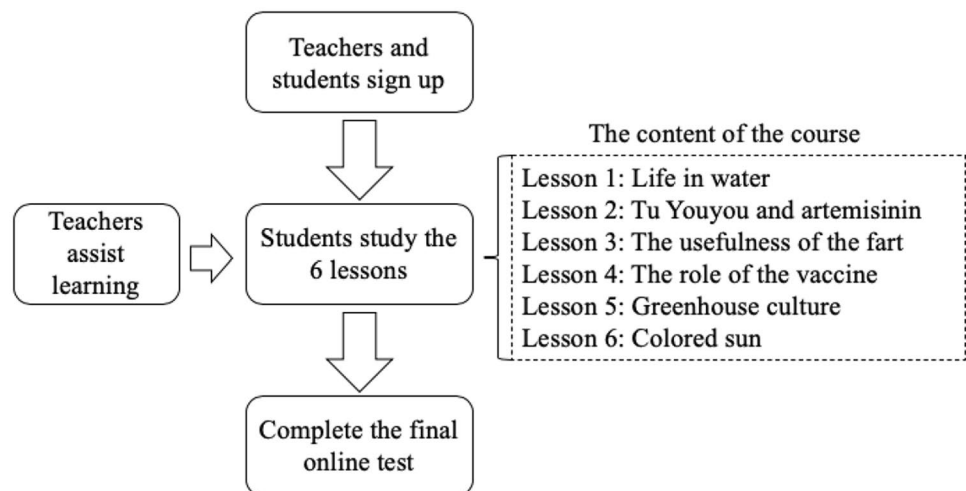 Teachers and
students sign up
The content of the course
Lesson 1: Life in water
Lesson 2: Tu Youyou and artemisinin
Lesson 3: The usefulness of the fart
Lesson 4: The role of the vaccine
Lesson 5: Greenhouse culture
Lesson 6: Colored sun
Teachers
assist
learning
Students study the
6 lessons
Complete the final
online test